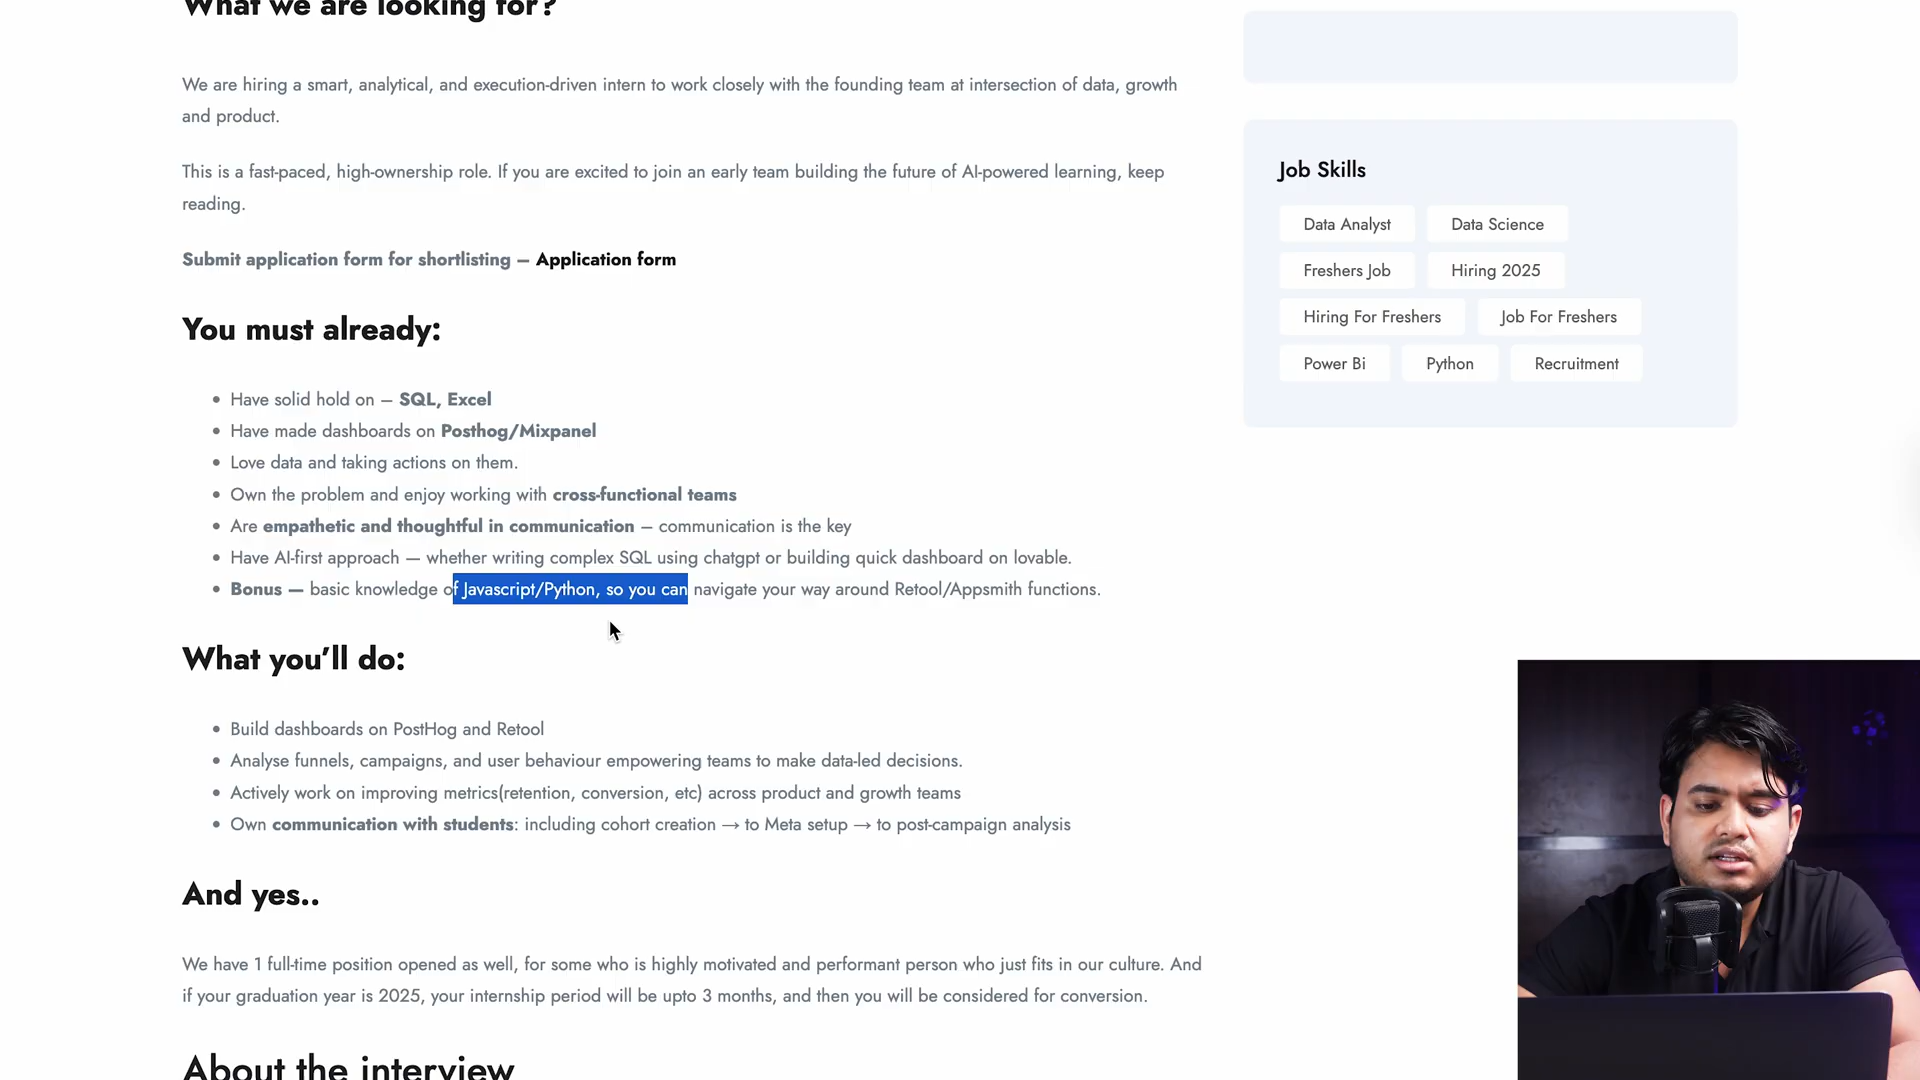 What we are looking for?
We are hiring a smart, analytical, and execution-driven intern to work closely with the founding team at intersection of data, growth
and product.
This is a fast-paced, high-ownership role. If you are excited to join an early team building the future of AI-powered learning, keep
reading.
Submit application form for shortlisting – Application form
You must already:
• Have solid hold on – SQL, Excel
• Have made dashboards on Posthog/Mixpanel
• Love data and taking actions on them.
• Own the problem and enjoy working with cross-functional teams
• Are empathetic and thoughtful in communication – communication is the key
• Have AI-first approach — whether writing complex SQL using chatgpt or building quick dashboard on lovable.
• Bonus — basic knowledge of Javascript/Python, so you can navigate your way around Retool/Appsmith functions.
What you'll do:
• Build dashboards on PostHog and Retool
• Analyse funnels, campaigns, and user behaviour empowering teams to make data-led decisions.
• Actively work on improving metrics(retention, conversion, etc) across product and growth teams
• Own communication with students: including cohort creation → to Meta setup → to post-campaign analysis
And yes..
We have 1 full-time position opened as well, for some who is highly motivated and performant person who just fits in our culture. And
if your graduation year is 2025, your internship period will be upto 3 months, and then you will be considered for conversion.
About the interview
Job Skills
Data Analyst Data Science
Freshers Job Hiring 2025
Hiring For Freshers Job For Freshers
Power Bi Python Recruitment